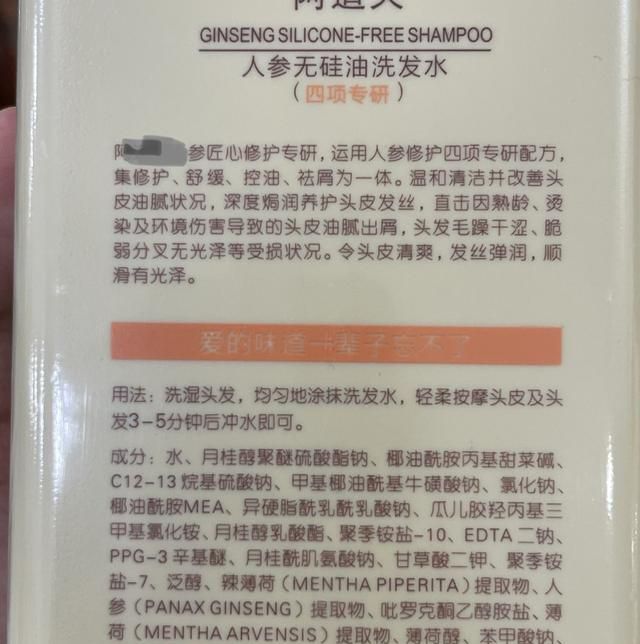 GINSENG SILICONE-FREE SHAMPOO
人参无硅油洗发水
（四项专研）
参匠心修护专研，运用人参修护四项专研配方，
集修护、舒缓、控油、祛屑为一体。温和清洁并改善头
皮油腻状况，深度焗润养护头皮发丝，直击因熟龄、烫
染及环境伤害导致的头皮油腻出屑，头发毛躁干涩、脆
弱分叉无光泽等受损状况。令头皮清爽，发丝弹润，顺
滑有光泽。
爱的味道 一辈子忘不了
用法：洗湿头发，均匀地涂抹洗发水，轻柔按摩头皮及头
发3-5分钟后冲水即可。
成分：水、月桂醇聚醚硫酸酯钠、椰油酰胺丙基甜菜碱、
C12-13 烷基硫酸钠、甲基椰油酰基牛磺酸钠、氯化钠、
椰油酰胺MEA、异硬脂酰乳酰乳酸钠、瓜儿胶羟丙基三
甲基氯化铵、月桂醇乳酸酯、聚季铵盐-10、EDTA 二钠、
PPG-3 辛基醚、月桂酰肌氨酸钠、甘草酸二钾、聚季铵
盐-7、泛醇、辣薄荷（MENTHA PIPERITA）提取物、人
参（PANAX GINSENG）提取物、吡罗克酮乙醇胺盐、薄
荷（MENTHA ARVENSIS）提取物、薄荷醇、苯甲酸钠、